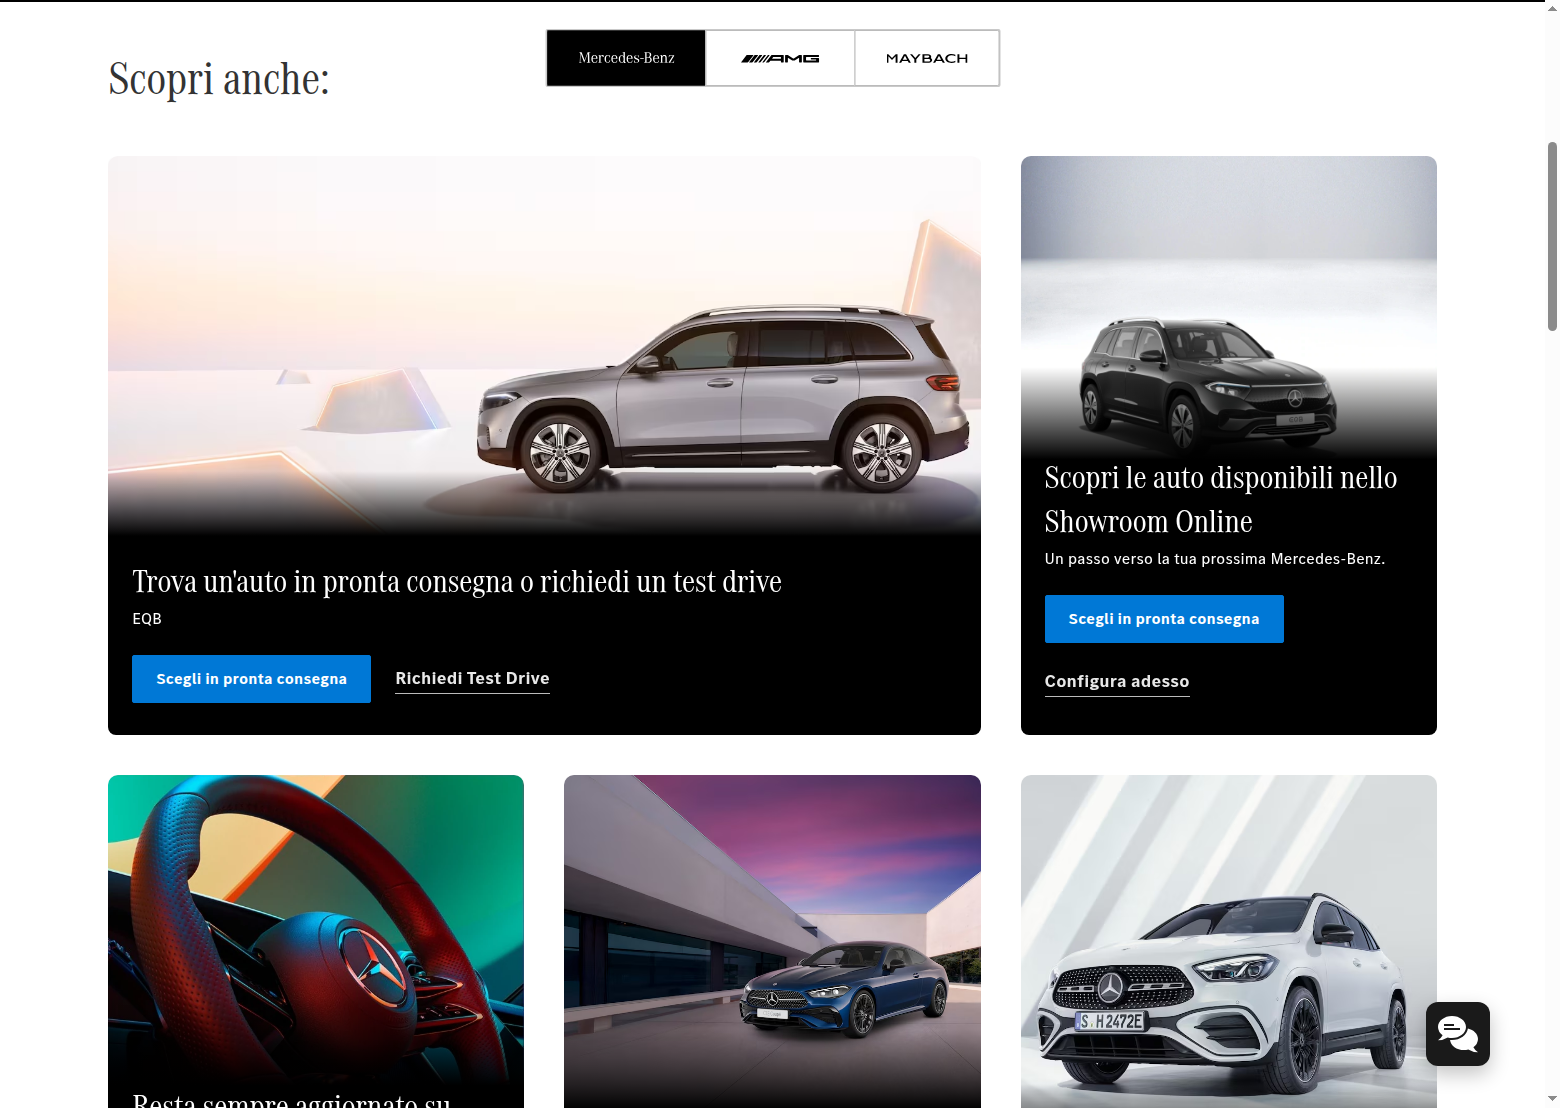 Mercedes-Benz
AMG
MAYBACH
Scopri anche:
Trova un'auto in pronta consegna o richiedi un test drive
EQB
Scegli in pronta consegna
Richiedi Test Drive
Scopri le auto disponibili nello
Showroom Online
Un passo verso la tua prossima Mercedes-Benz.
Scegli in pronta consegna
Configura adesso
S H 2472E
Resta sempre aggiornato su